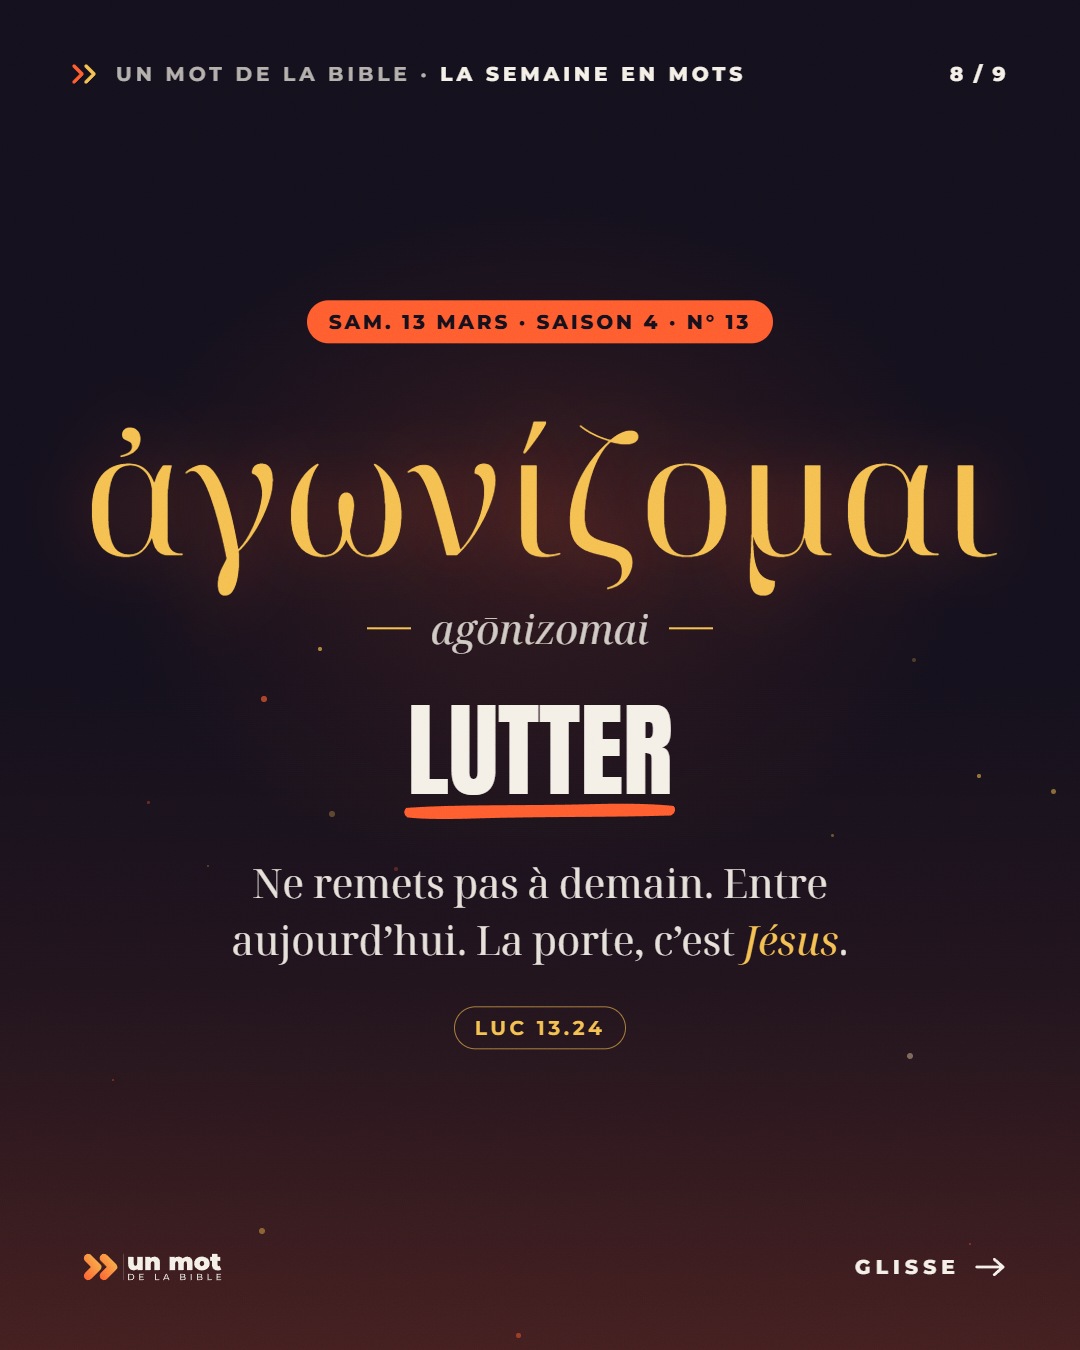 UN MOT DE LA BIBLE · LA SEMAINE EN MOTS
8 / 9
SAM. 13 MARS · SAISON 4 · N° 13
ἀγωνίζομαι
agōnizomai
LUTTER
Ne remets pas à demain. Entre
aujourd’hui. La porte, c’est Jésus.
LUC 13.24
un mot
DE LA BIBLE
GLISSE →